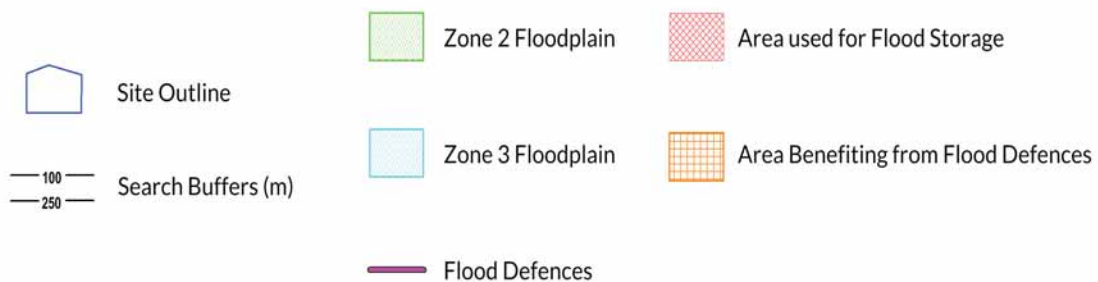 Zone 2 Floodplain
Area used for Flood Storage
Site Outline
Zone 3 Floodplain
Area Benefiting from Flood Defences
100
Search Buffers (m)
250
Flood Defences